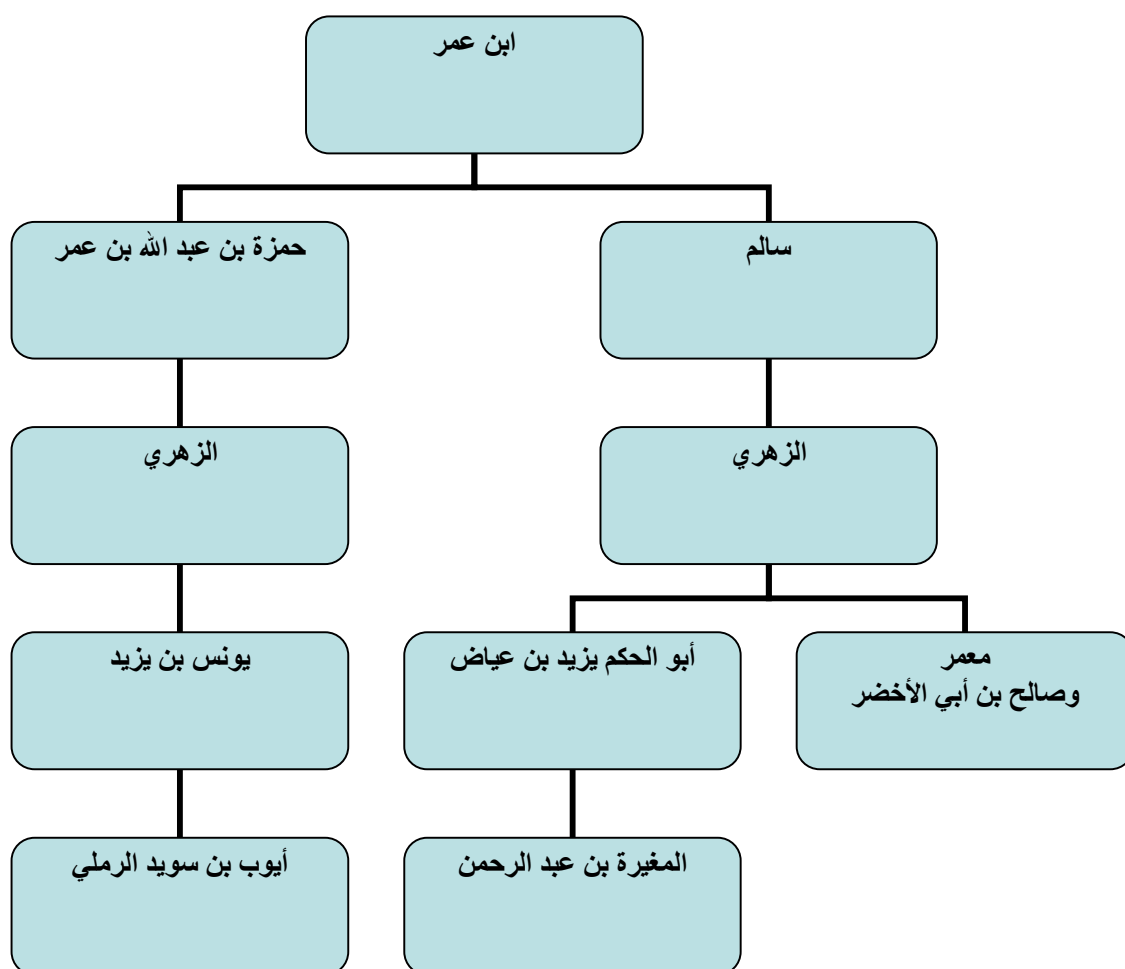 ابن عمر
سالم
حمزة بن عبد الله بن عمر
الزهري
الزهري
معمر
وصالح بن أبي الأخضر
أبو الحكم يزيد بن عياض
يونس بن يزيد
المغيرة بن عبد الرحمن
أيوب بن سويد الرملي